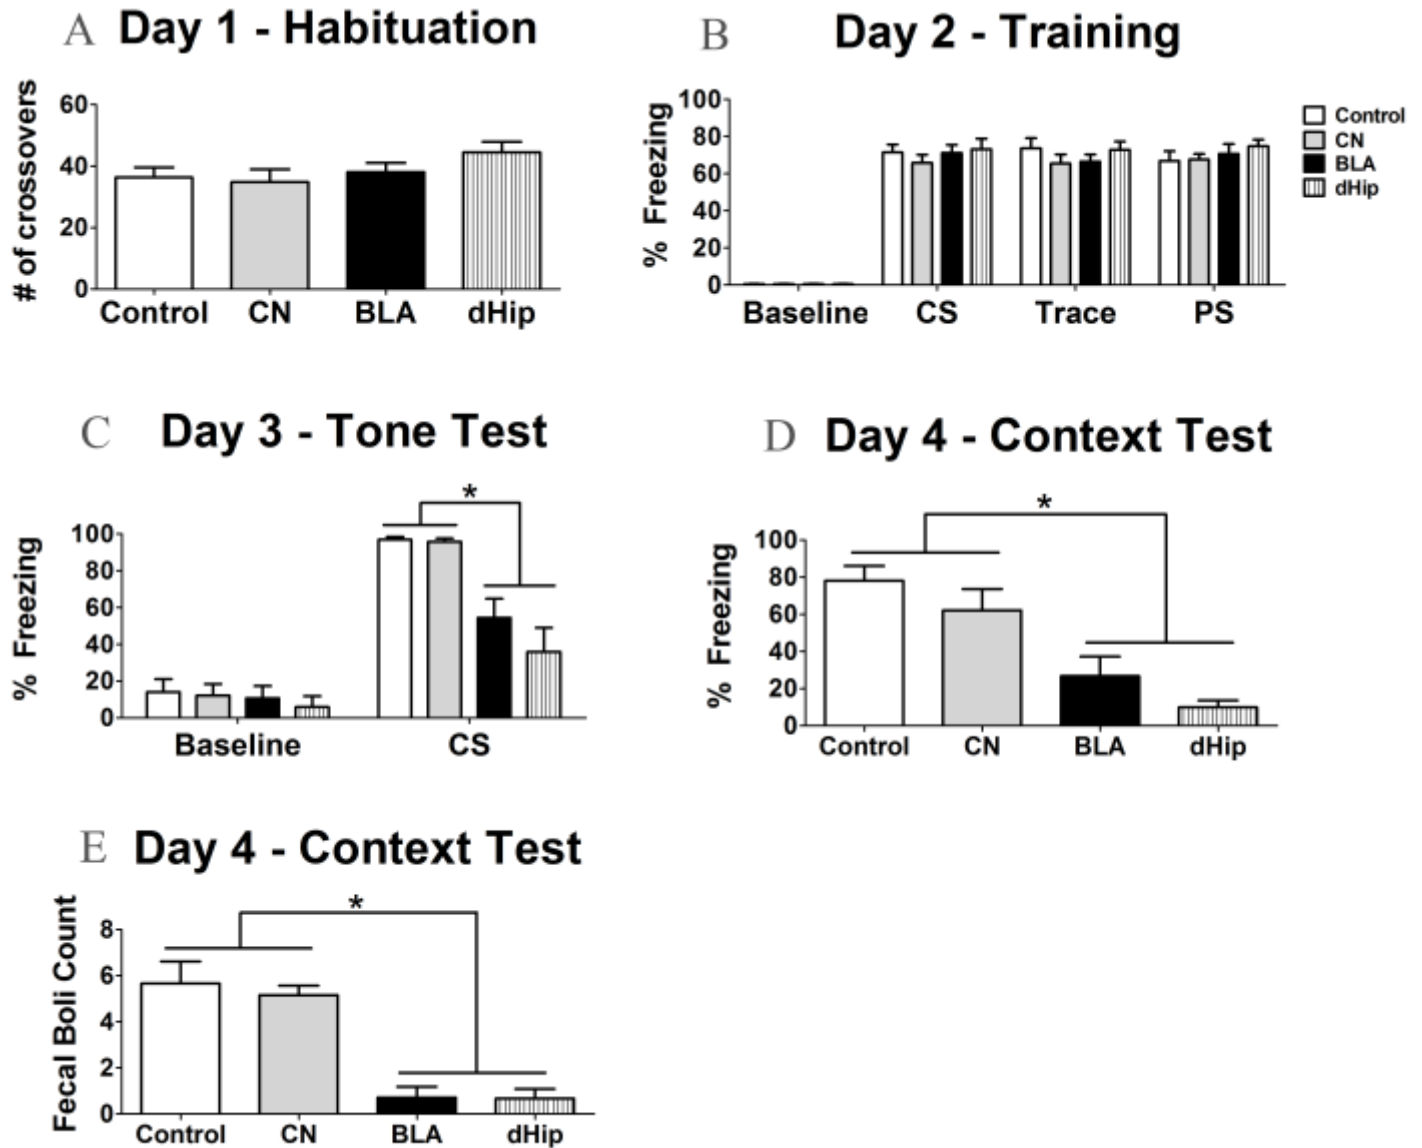 A Day 1 - Habituation
# of crossovers
60
40
20
0
Control CN BLA dHip
B Day 2 - Training
% Freezing
100
80
60
40
20
0
Baseline CS Trace PS
Control
CN
BLA
dHip
C Day 3 - Tone Test
% Freezing
100
80
60
40
20
0
*
Baseline CS
D Day 4 - Context Test
% Freezing
100
80
60
40
20
0
*
Control CN BLA dHip
E Day 4 - Context Test
Fecal Boli Count
8
6
4
2
0
*
Control CN BLA dHip